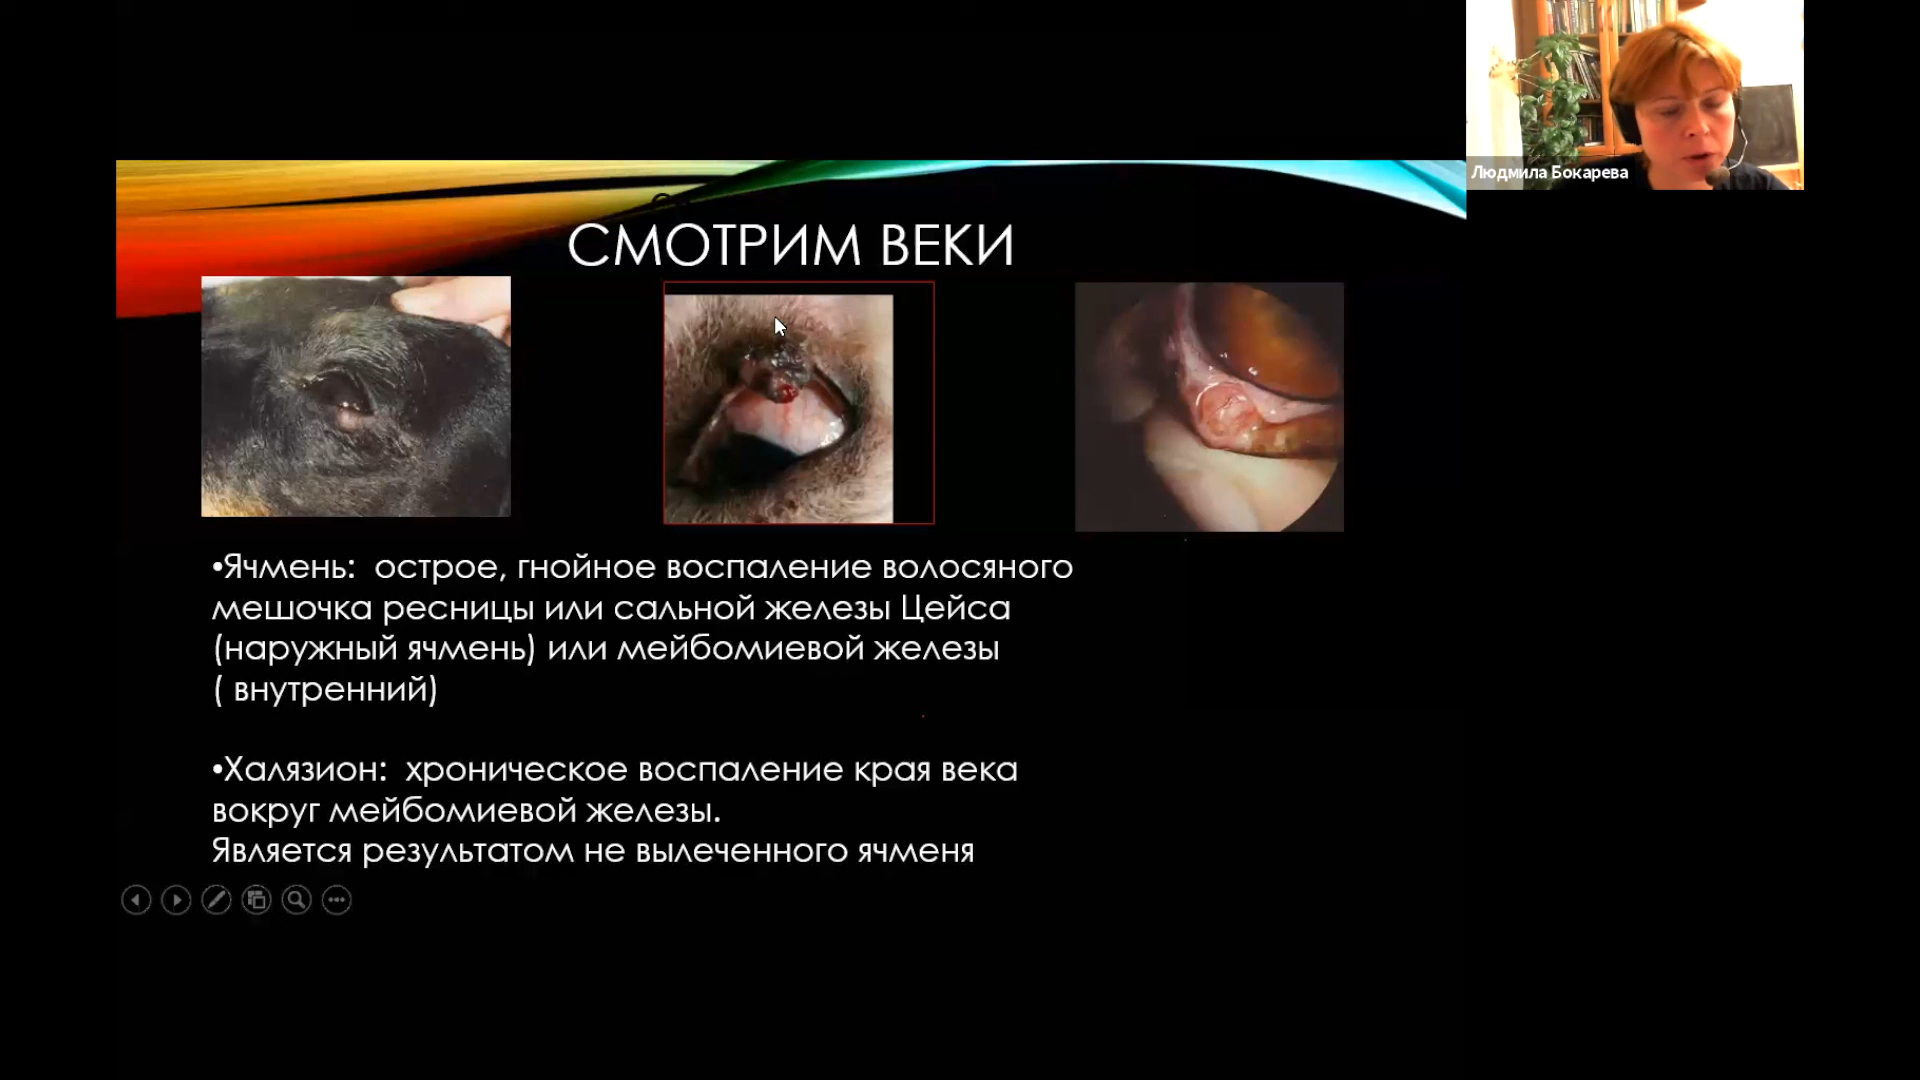 Людмила Бокарева
СМОТРИМ ВЕКИ
•Ячмень:  острое, гнойное воспаление волосяного
мешочка ресницы или сальной железы Цейса
(наружный ячмень) или мейбомиевой железы
( внутренний)
•Халязион:  хроническое воспаление края века
вокруг мейбомиевой железы.
Является результатом не вылеченного ячменя